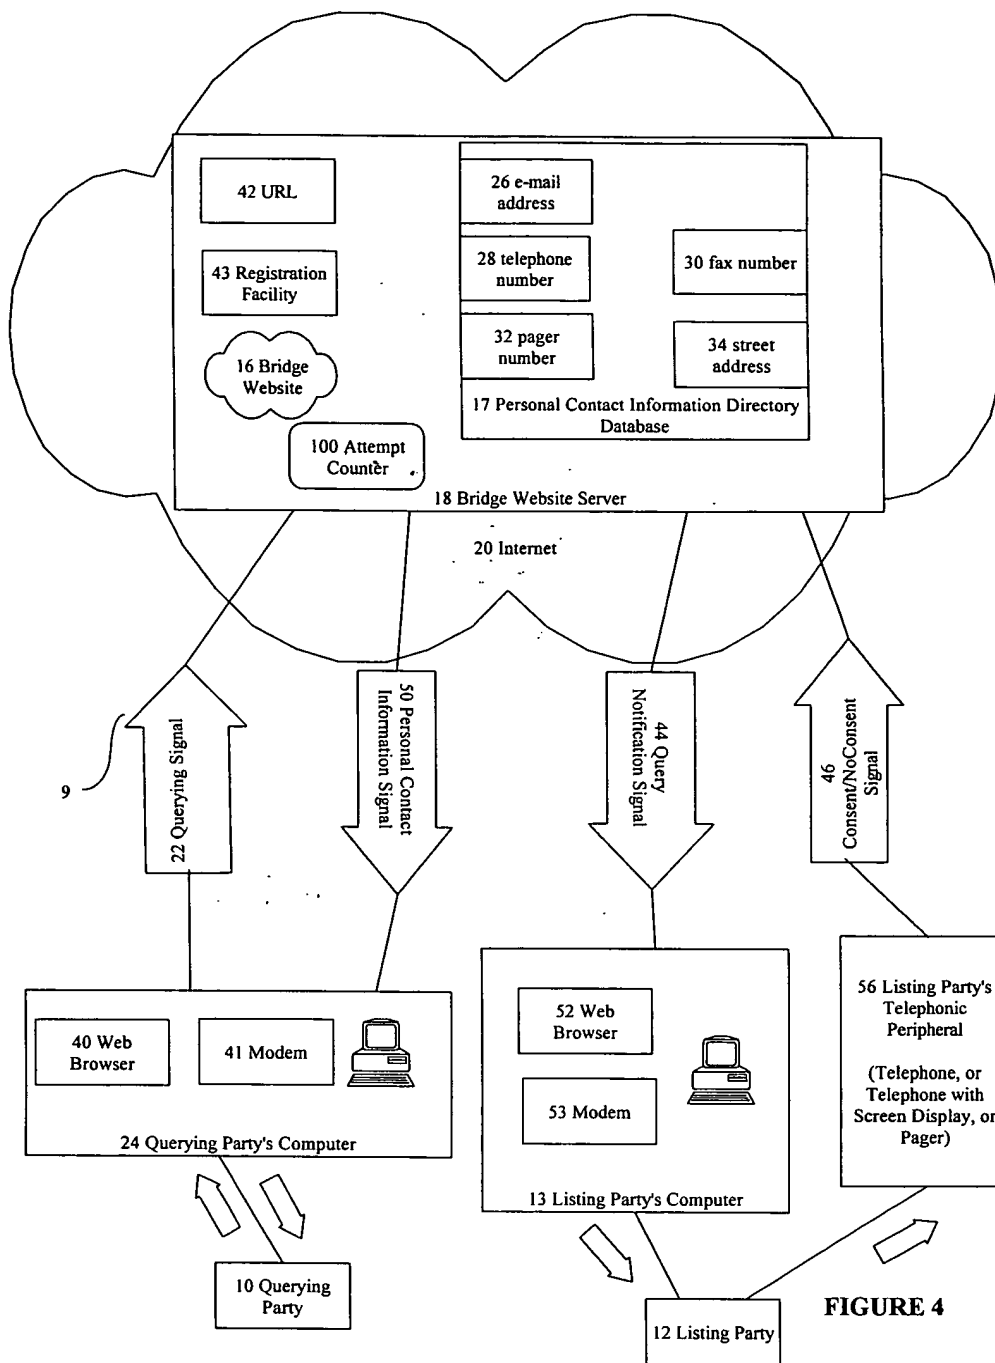 42 URL
26 e-mail
address
43 Registration
Facility
28 telephone
number
30 fax number
16 Bridge
Website
32 pager
number
34 street
address
17 Personal Contact Information Directory
Database
100 Attempt
Counter
18 Bridge Website Server
20 Internet
9
22 Querying Signal
50 Personal Contact
Information Signal
44 Query
Notification Signal
46
Consent/NoConsent
Signal
40 Web
Browser
41 Modem
24 Querying Party's Computer
52 Web
Browser
53 Modem
13 Listing Party's Computer
56 Listing Party's
Telephonic
Peripheral
(Telephone, or
Telephone with
Screen Display, or
Pager)
10 Querying
Party
12 Listing Party
FIGURE 4